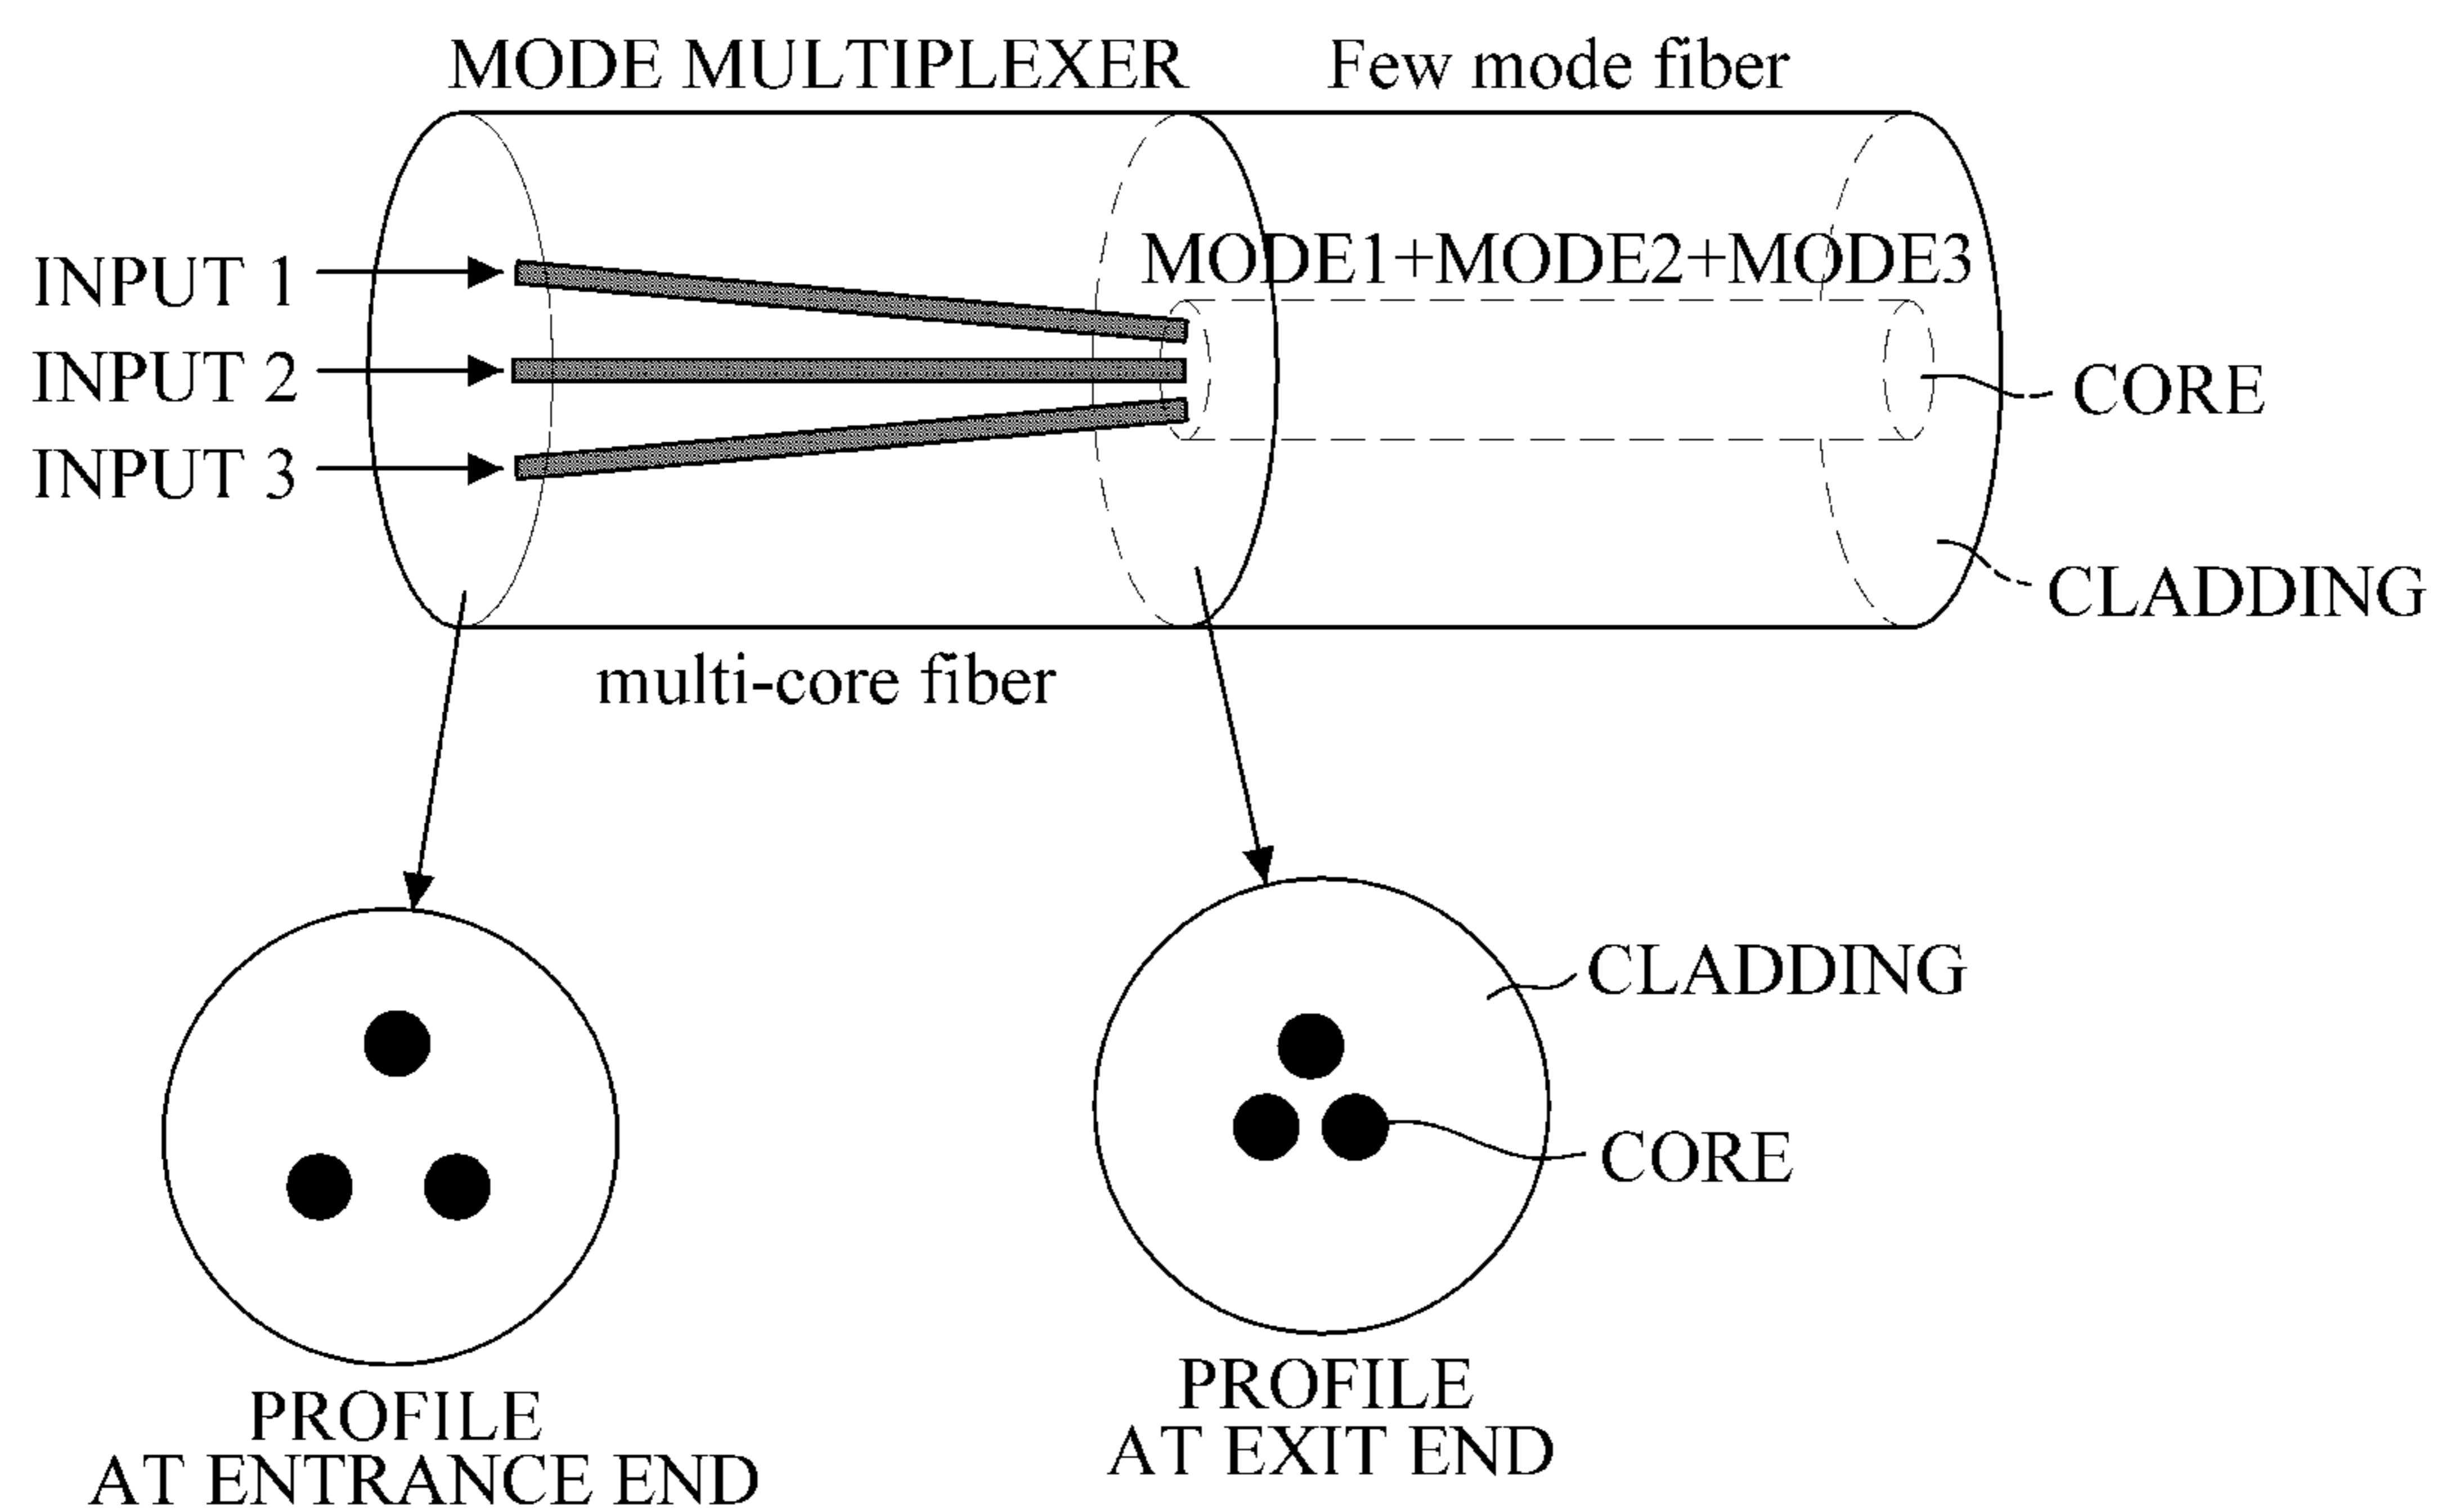 MODE MULTIPLEXER
Few mode fiber
MODE1+MODE2+MODE3
INPUT 1
INPUT 2
INPUT 3
CORE
CLADDING
multi-core fiber
CLADDING
CORE
PROFILE
AT ENTRANCE END
PROFILE
AT EXIT END